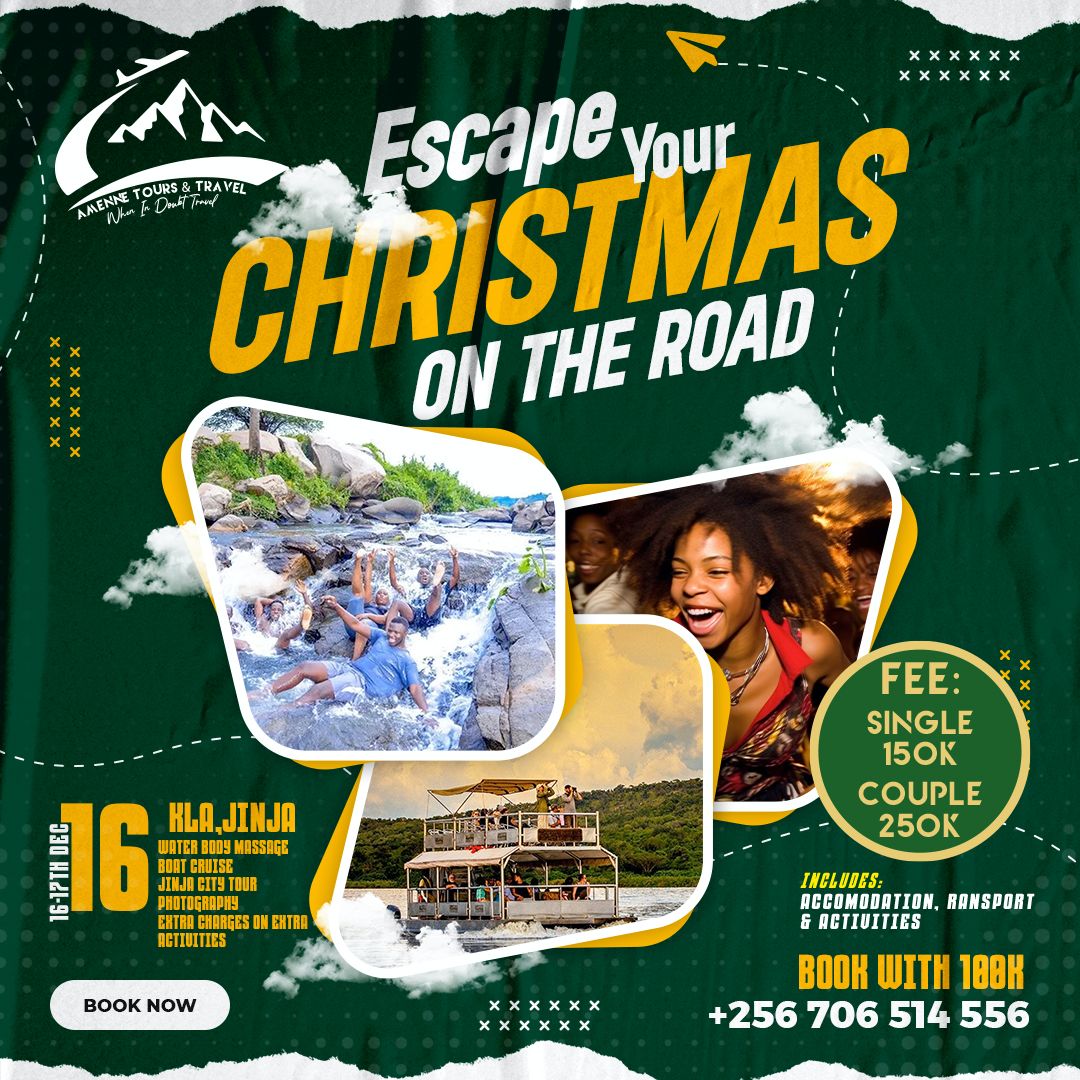 AMENNE TOURS & TRAVEL
When In Doubt Travel
Escape Your
CHRISTMAS
ON THE ROAD
FEE:
SINGLE
150K
COUPLE
250K
16-17TH DEC
16
KLA,JINJA
WATER BODY MASSAGE
BOAT CRUISE
JINJA CITY TOUR
PHOTOGRAPHY
EXTRA CHARGES ON EXTRA
ACTIVITIES
INCLUDES:
ACCOMODATION, RANSPORT
& ACTIVITIES
BOOK WITH 100K
+256 706 514 556
BOOK NOW